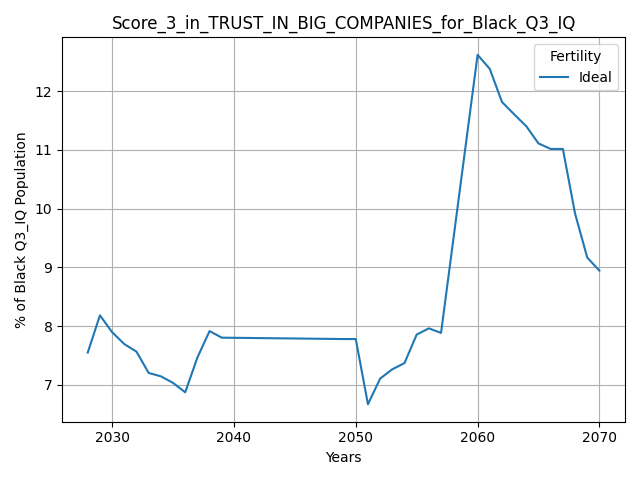 Score_3_in_TRUST_IN_BIG_COMPANIES_for_Black_Q3_IQ
Fertility
Ideal
% of Black Q3_IQ Population
12
11
10
9
8
7
2030 2040 2050 2060 2070
Years